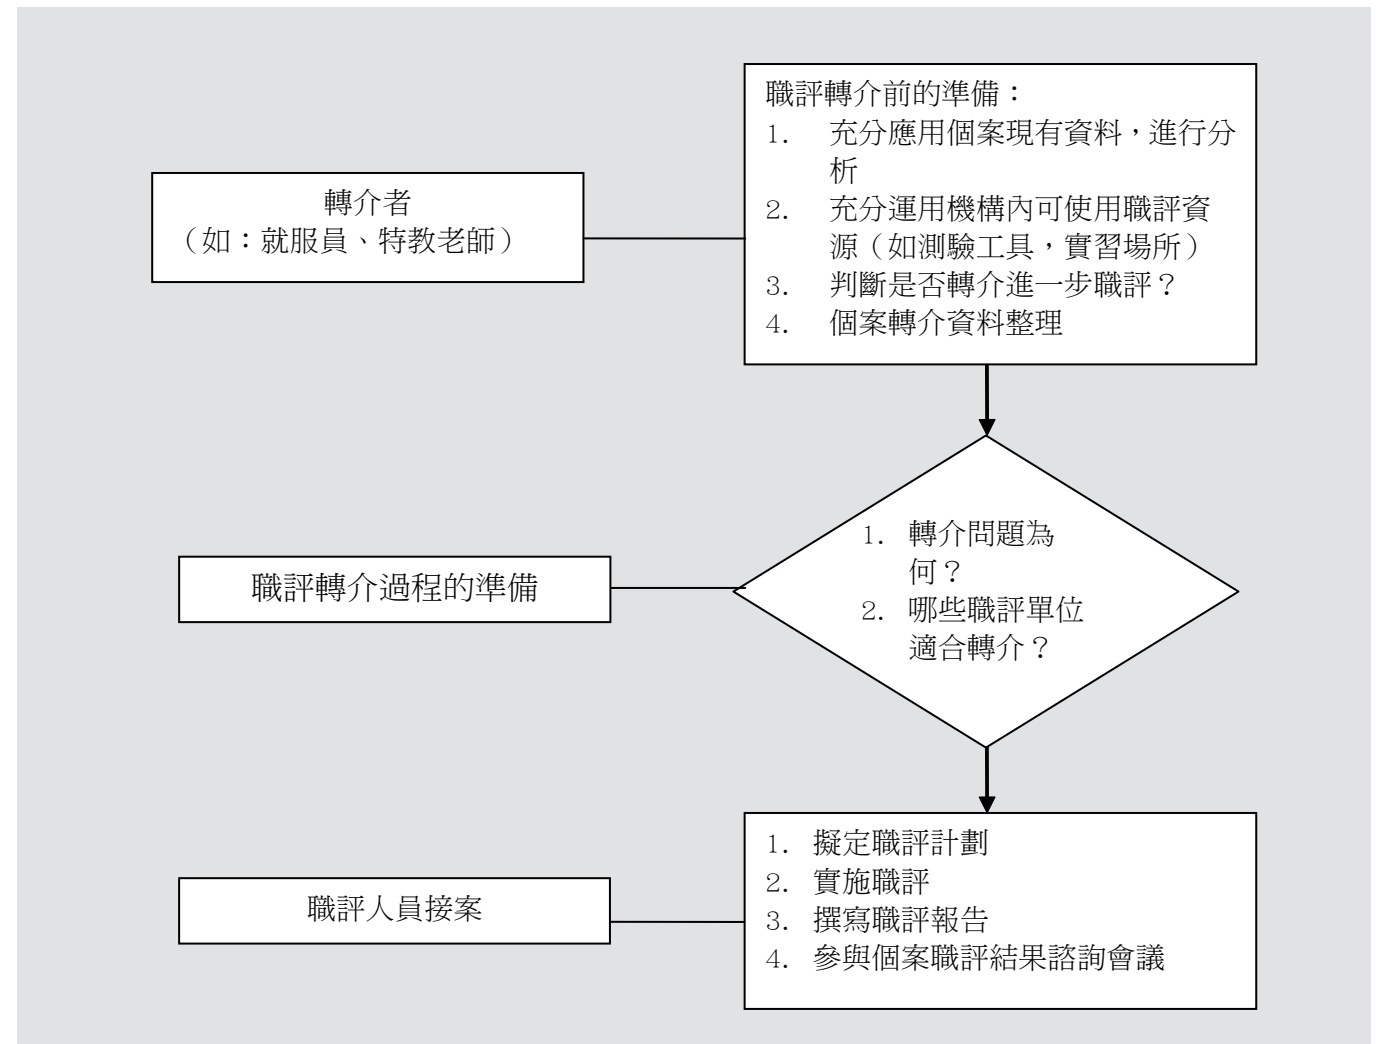 職評轉介前的準備：
1. 充分應用個案現有資料，進行分
析
2. 充分運用機構內可使用職評資
源（如測驗工具，實習場所）
3. 判斷是否轉介進一步職評？
4. 個案轉介資料整理
轉介者
（如：就服員、特教老師）
1. 轉介問題為
何？
2. 哪些職評單位
適合轉介？
職評轉介過程的準備
1. 擬定職評計劃
2. 實施職評
3. 撰寫職評報告
4. 參與個案職評結果諮詢會議
職評人員接案